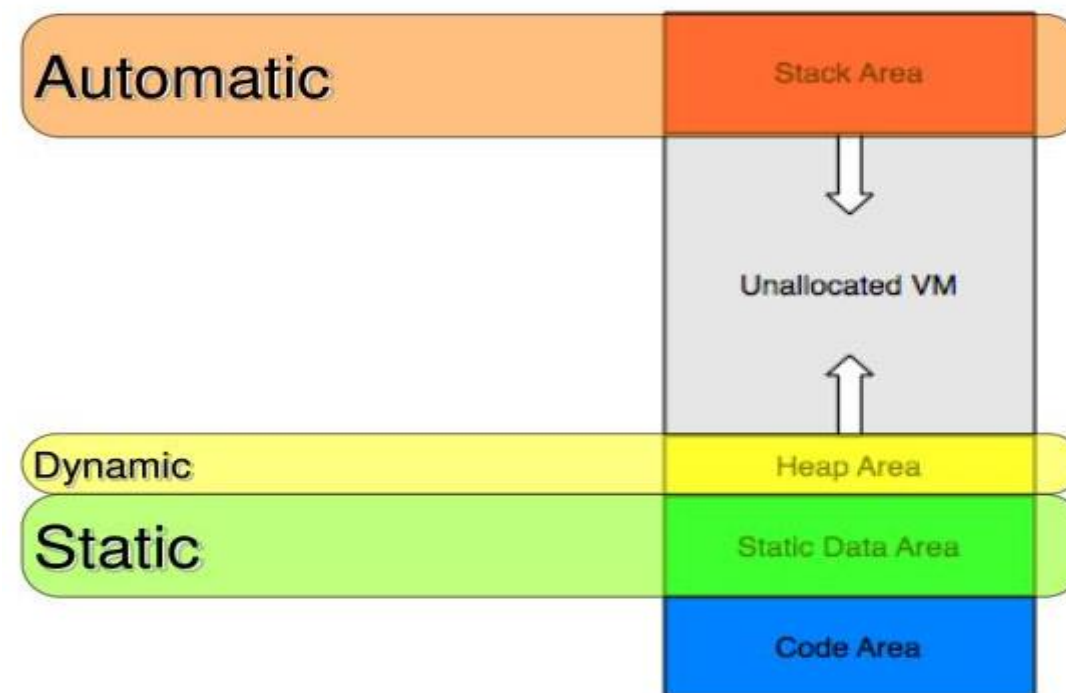 Automatic
Stack Area
Unallocated VM
Dynamic
Heap Area
Static
Static Data Area
Code Area